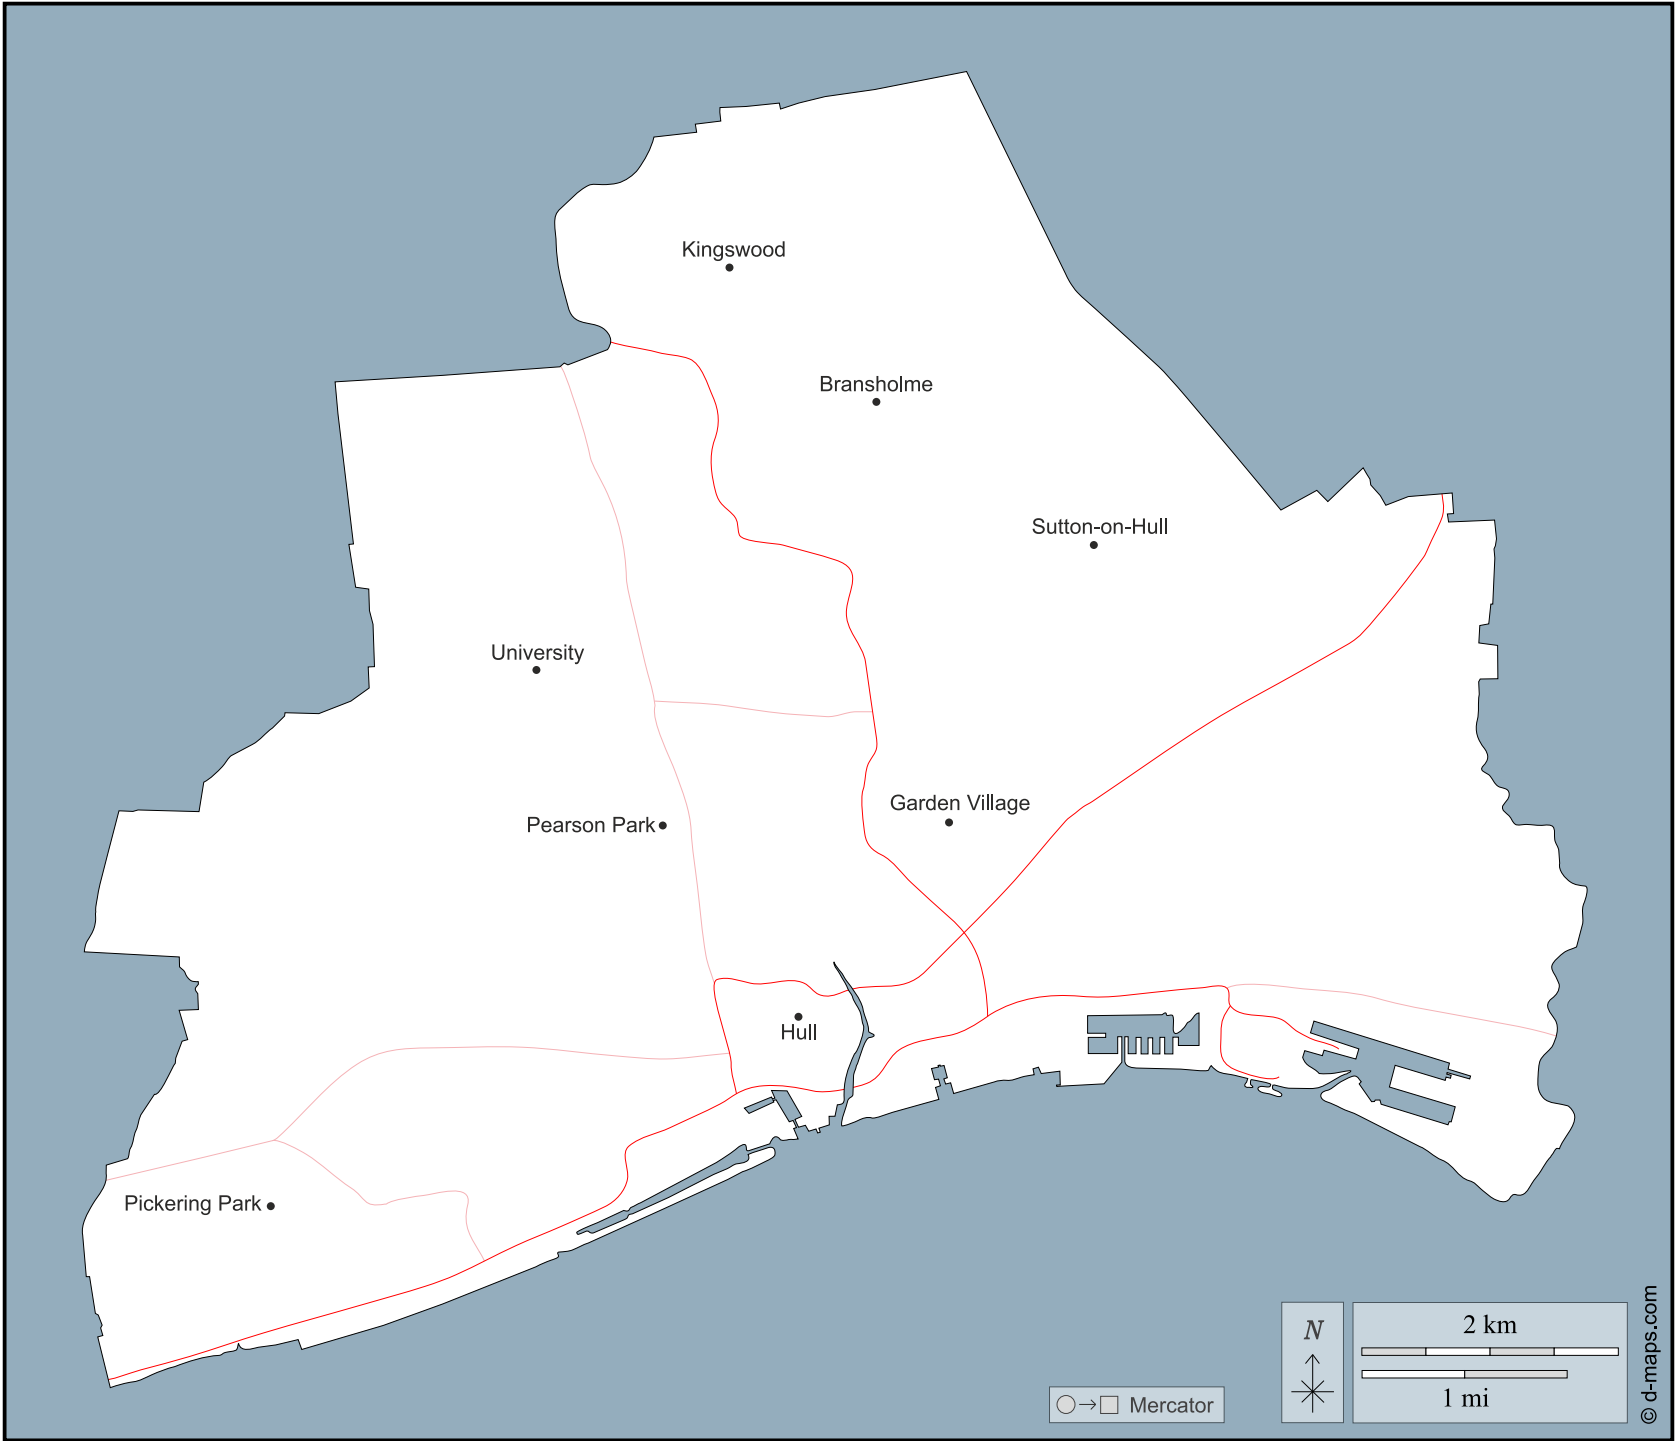 Kingswood
Bransholme
Sutton-on-Hull
University
Garden Village
Pearson Park
Hull
Pickering Park
N
2 km
1 mi
Mercator
© d-maps.com